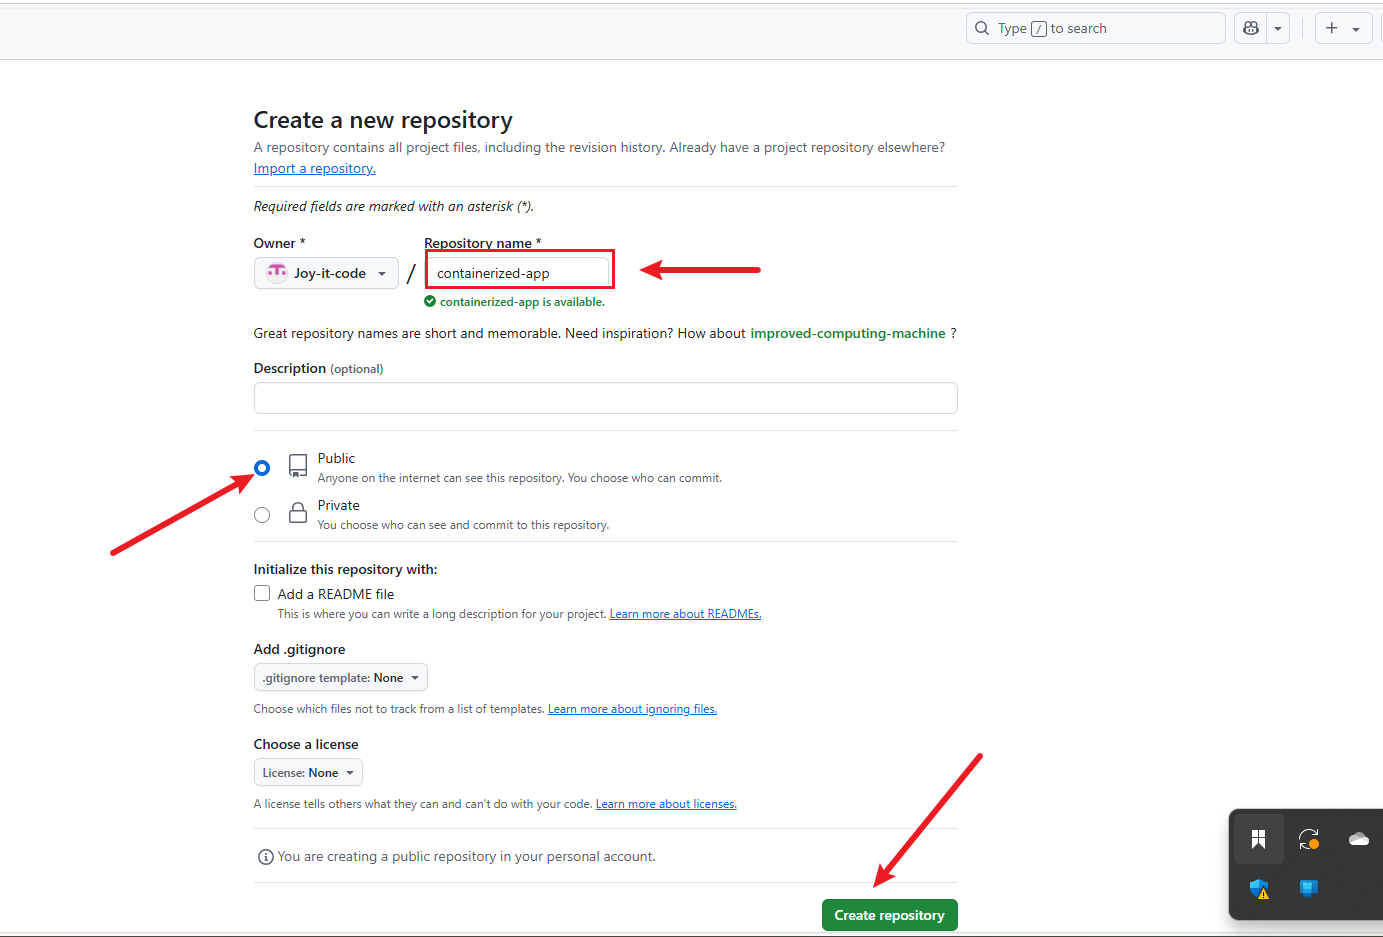 Type / to search
Create a new repository
A repository contains all project files, including the revision history. Already have a project repository elsewhere?
Import a repository.
Required fields are marked with an asterisk (*).
Owner *
Repository name *
Joy-it-code
/
containerized-app
containerized-app is available.
Great repository names are short and memorable. Need inspiration? How about improved-computing-machine ?
Description (optional)
Public
Anyone on the internet can see this repository. You choose who can commit.
Private
You choose who can see and commit to this repository.
Initialize this repository with:
Add a README file
This is where you can write a long description for your project. Learn more about READMEs.
Add .gitignore
.gitignore template: None
Choose which files not to track from a list of templates. Learn more about ignoring files.
Choose a license
License: None
A license tells others what they can and can't do with your code. Learn more about licenses.
You are creating a public repository in your personal account.
Create repository